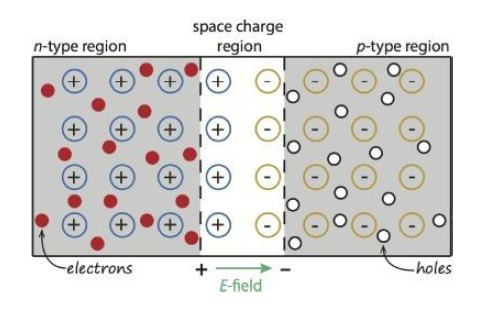 space charge
n-type region region p-type region
+ + + + - - - -
+ + + + - - - -
+ + + + - - - -
+ + + + - - - -
electrons + - holes
E-field